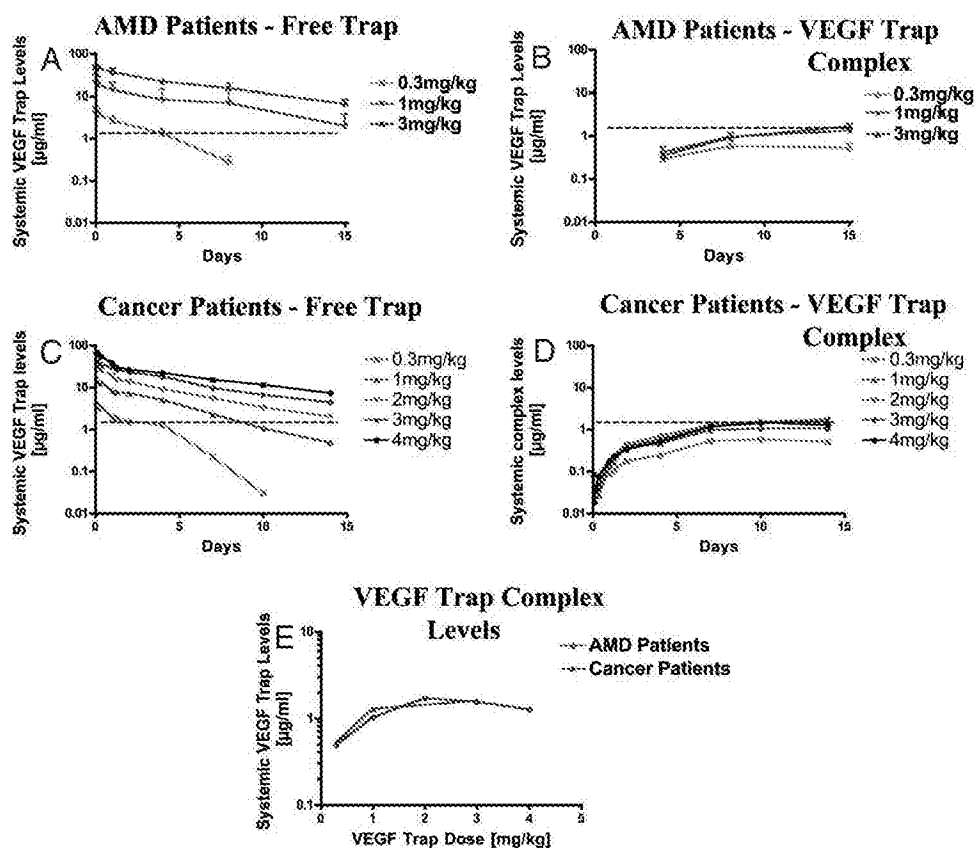 AMD Patients - Free Trap
A
Systemic VEGF Trap Levels
[µg/ml]
100
10
1
0.1
0.01
0
5
10
15
Days
0.3mg/kg
1mg/kg
3mg/kg
AMD Patients - VEGF Trap
Complex
B
Systemic VEGF Trap Levels
[µg/ml]
100
10
1
0.1
0.01
0
5
10
15
Days
0.3mg/kg
1mg/kg
3mg/kg
Cancer Patients - Free Trap
C
Systemic VEGF Trap levels
[µg/ml]
100
10
1
0.1
0.01
0
5
10
15
Days
0.3mg/kg
1mg/kg
2mg/kg
3mg/kg
4mg/kg
Cancer Patients - VEGF Trap
Complex
D
Systemic complex levels
[µg/ml]
100
10
1
0.1
0.01
0
5
10
15
Days
0.3mg/kg
1mg/kg
2mg/kg
3mg/kg
4mg/kg
VEGF Trap Complex
Levels
E
Systemic VEGF Trap Levels
[µg/ml]
10
1
0.1
0
1
2
3
4
5
VEGF Trap Dose [mg/kg]
AMD Patients
Cancer Patients